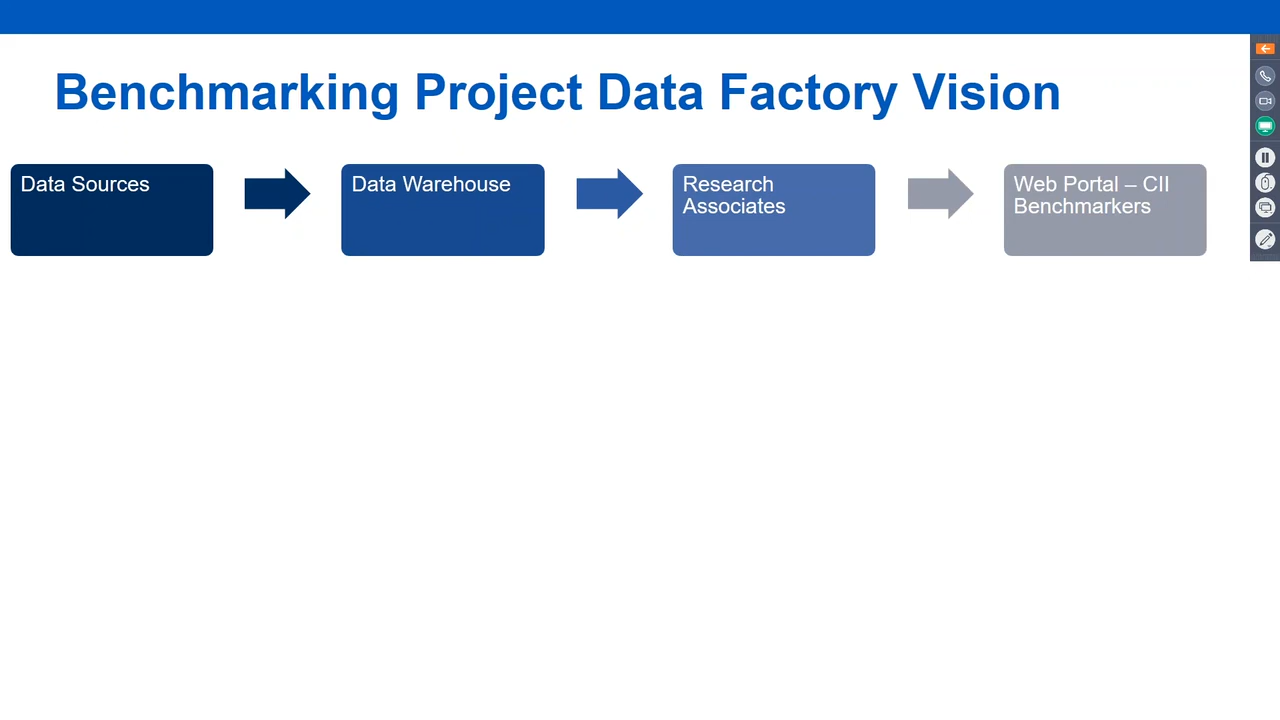 Benchmarking Project Data Factory Vision
Data Sources
Data Warehouse
Research
Associates
Web Portal – CII
Benchmarkers